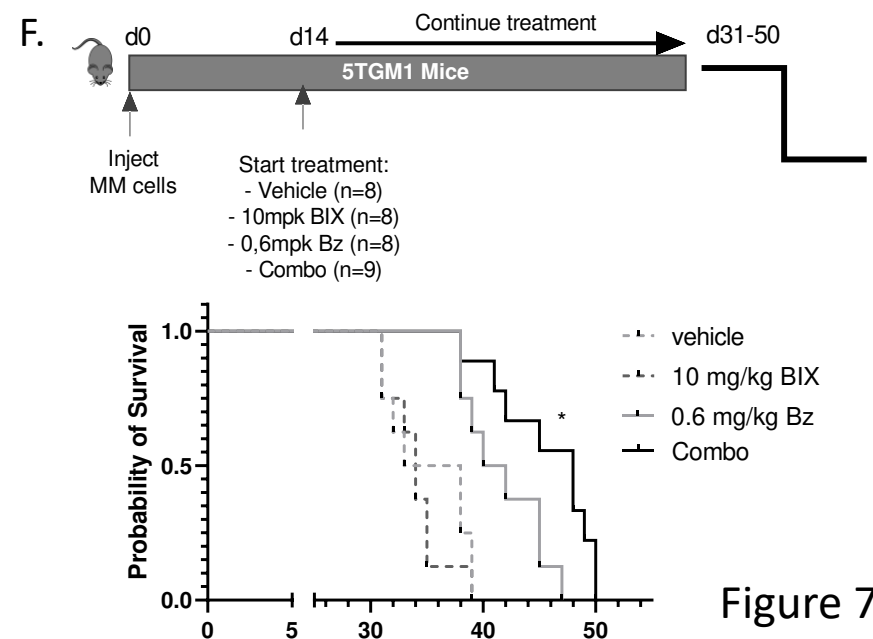 F.
d0
d14
Continue treatment
d31-50
5TGM1 Mice
Inject
MM cells
Start treatment:
- Vehicle (n=8)
- 10mpk BIX (n=8)
- 0,6mpk Bz (n=8)
- Combo (n=9)
Probability of Survival
1.0
0.5
0.0
0
5
30
40
50
*
vehicle
10 mg/kg BIX
0.6 mg/kg Bz
Combo
Figure 7